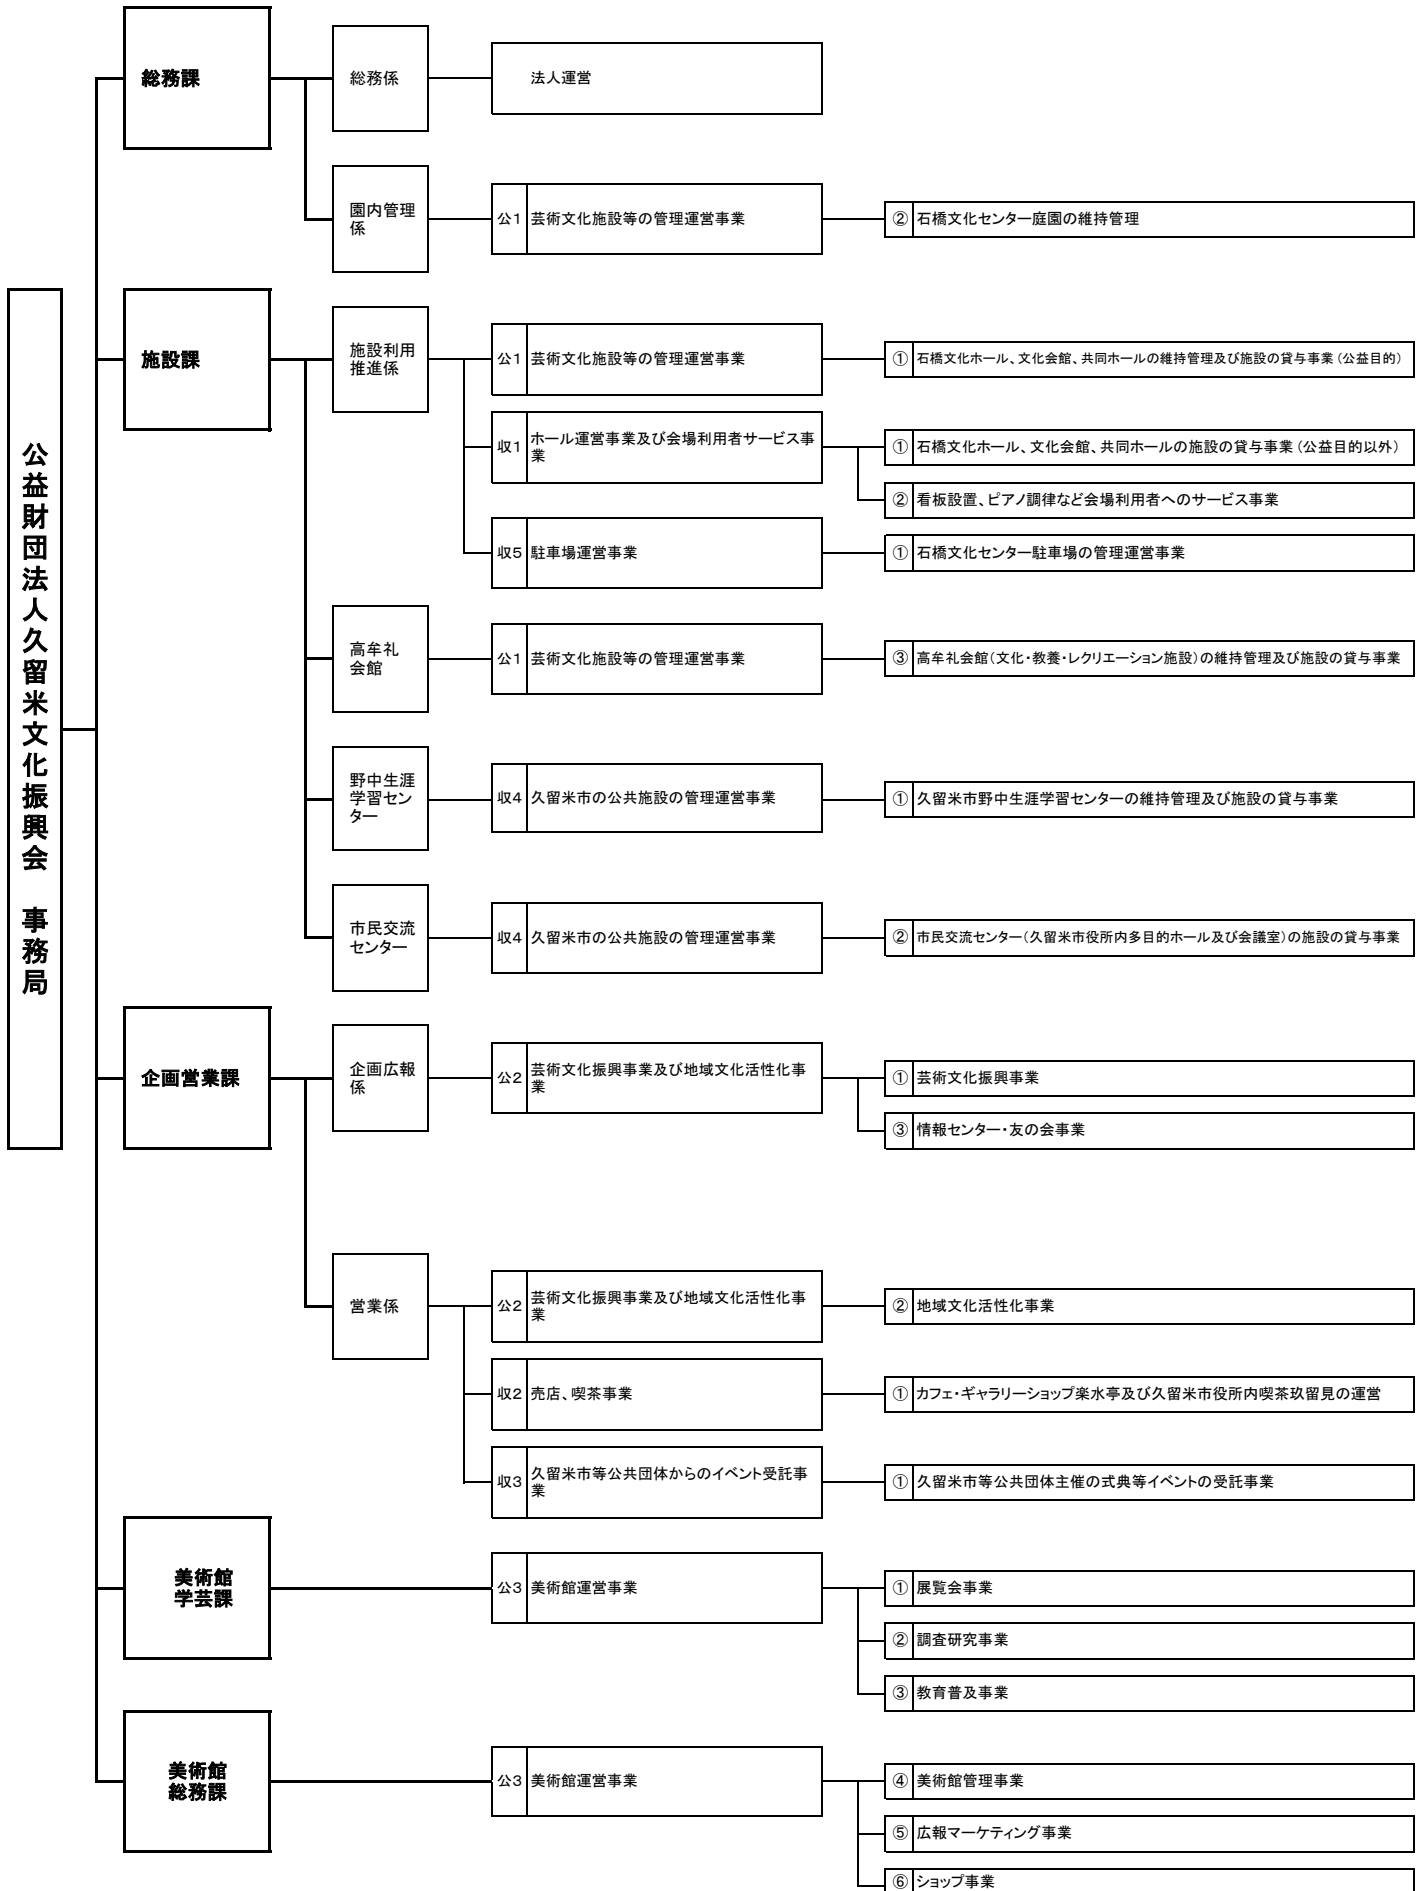 公益財団法人久留米文化振興会　事務局
総務課
総務係
法人運営
園内管理
係
公1 芸術文化施設等の管理運営事業
② 石橋文化センター庭園の維持管理
施設課
施設利用
推進係
公1 芸術文化施設等の管理運営事業
① 石橋文化ホール、文化会館、共同ホールの維持管理及び施設の貸与事業（公益目的）
収1 ホール運営事業及び会場利用者サービス事
業
① 石橋文化ホール、文化会館、共同ホールの施設の貸与事業（公益目的以外）
② 看板設置、ピアノ調律など会場利用者へのサービス事業
収5 駐車場運営事業
① 石橋文化センター駐車場の管理運営事業
高牟礼
会館
公1 芸術文化施設等の管理運営事業
③ 高牟礼会館（文化・教養・レクリエーション施設）の維持管理及び施設の貸与事業
野中生涯
学習セン
ター
収4 久留米市の公共施設の管理運営事業
① 久留米市野中生涯学習センターの維持管理及び施設の貸与事業
市民交流
センター
収4 久留米市の公共施設の管理運営事業
② 市民交流センター（久留米市役所内多目的ホール及び会議室）の施設の貸与事業
企画営業課
企画広報
係
公2 芸術文化振興事業及び地域文化活性化事
業
① 芸術文化振興事業
③ 情報センター・友の会事業
営業係
公2 芸術文化振興事業及び地域文化活性化事
業
② 地域文化活性化事業
収2 売店、喫茶事業
① カフェ・ギャラリーショップ楽水亭及び久留米市役所内喫茶玖留見の運営
収3 久留米市等公共団体からのイベント受託事
業
① 久留米市等公共団体主催の式典等イベントの受託事業
美術館
学芸課
公3 美術館運営事業
① 展覧会事業
② 調査研究事業
③ 教育普及事業
美術館
総務課
公3 美術館運営事業
④ 美術館管理事業
⑤ 広報マーケティング事業
⑥ ショップ事業